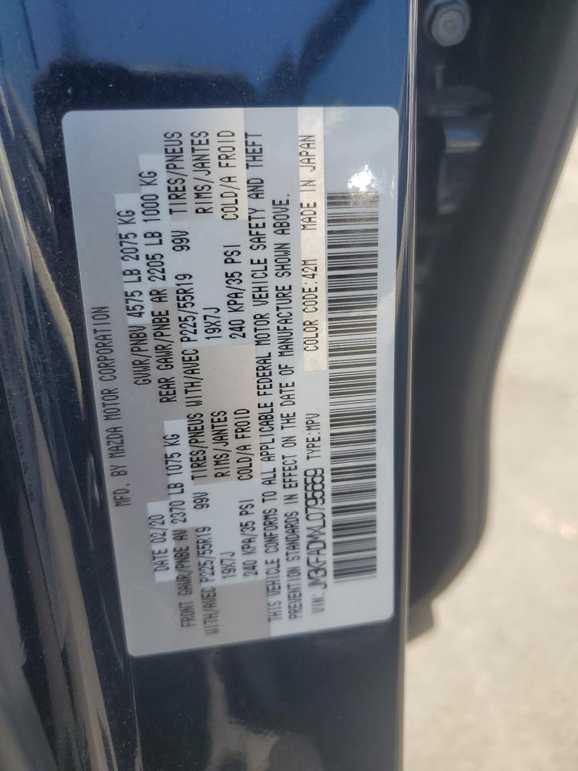 MFD. BY MAZDA MOTOR CORPORATION
DATE 02/20 GVWR/PNBV 4575 LB 2075 KG
FRONT GAWR/PNBE AV 2370 LB 1075 KG REAR GAWR/PNBE AR 2205 LB 1000 KG
WITH/AVEC P225/55R19 99V TIRES/PNEUS WITH/AVEC P225/55R19 99V TIRES/PNEUS
19X7J RIMS/JANTES 19X7J RIMS/JANTES
240 KPA/35 PSI COLD/A FROID 240 KPA/35 PSI COLD/A FROID
THIS VEHICLE CONFORMS TO ALL APPLICABLE FEDERAL MOTOR VEHICLE SAFETY AND THEFT
PREVENTION STANDARDS IN EFFECT ON THE DATE OF MANUFACTURE SHOWN ABOVE.
VIN: JM3KFADMXL0795659 TYPE:MPV COLOR CODE:42M MADE IN JAPAN